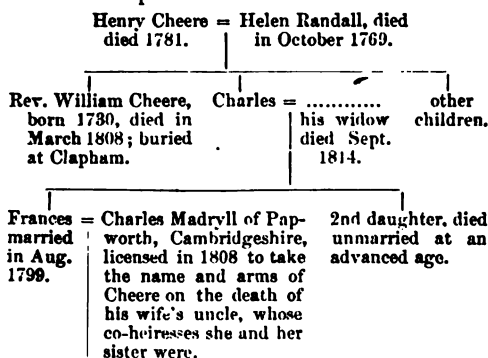 Henry Cheere = Helen Randall, died
died 1781. in October 1769.
Rev. William Cheere, Charles = ............ other
born 1730, died in his widow children.
March 1808; buried died Sept.
at Clapham. 1814.
Frances = Charles Madryll of Pap- 2nd daughter, died
married worth, Cambridgeshire, unmarried at an
in Aug. licensed in 1808 to take advanced age.
1799. the name and arms of
Cheere on the death of
his wife's uncle, whose
co-heiresses she and her
sister were.